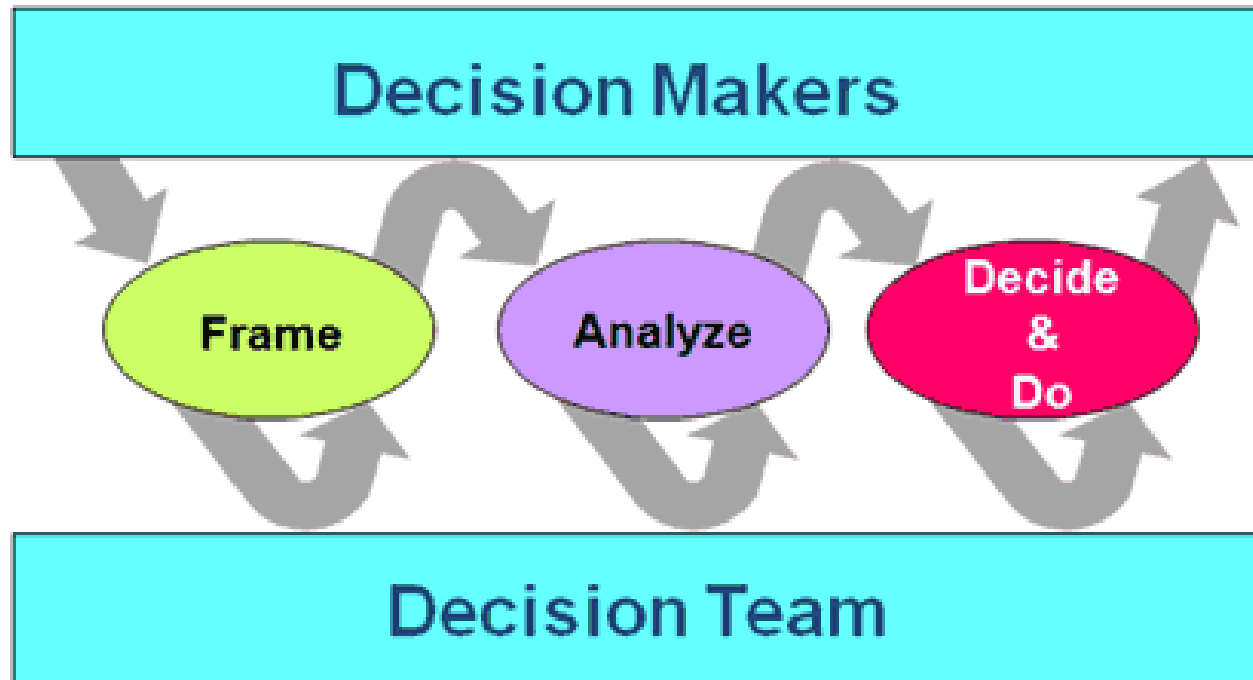 Decision Makers
Frame
Analyze
Decide
&
Do
Decision Team